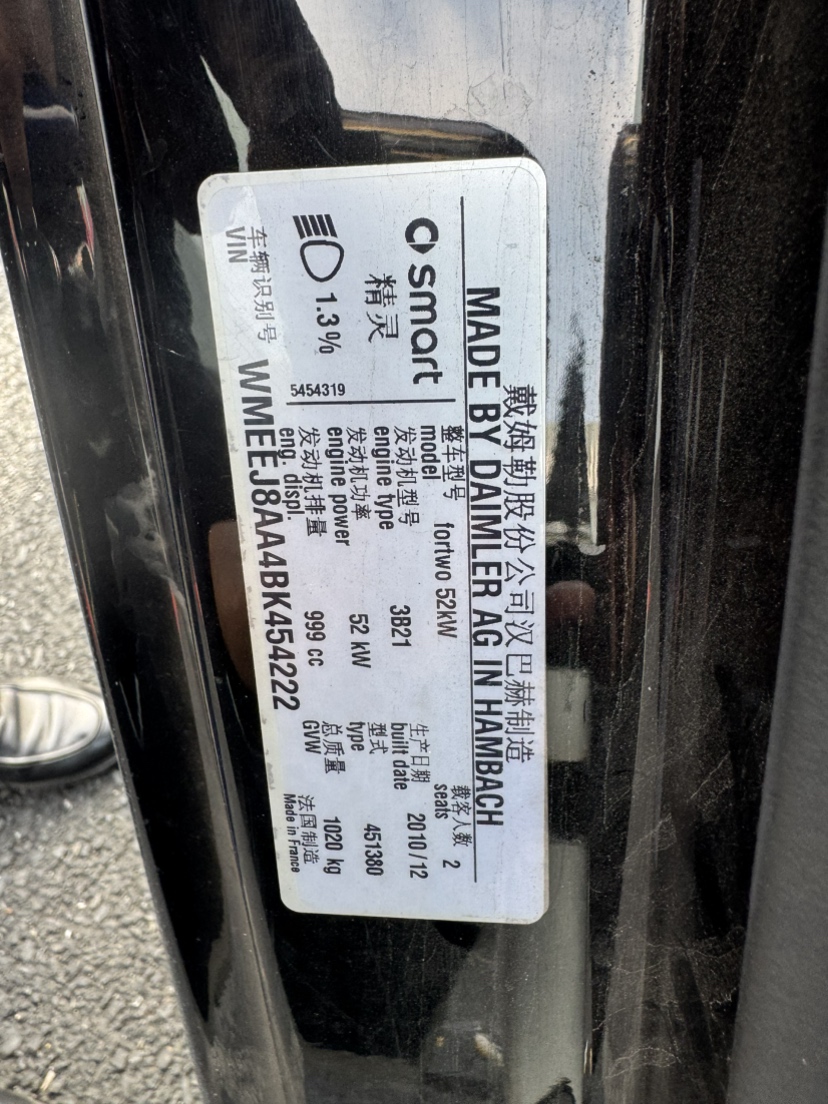 戴姆勒股份公司汉巴赫制造
MADE BY DAIMLER AG IN HAMBACH
smart
精灵
1.3%
5454319
整车型号
model fortwo 52kW
载客人数
seats 2
发动机型号
engine type 3B21
生产日期
built date 2010/12
发动机功率
engine power 52 kW
型式
type 451380
发动机排量
eng. displ. 999 cc
总质量
GVW 1020 kg
车辆识别号
VIN WMEEJ8AA4BK454222
法国制造
Made in France